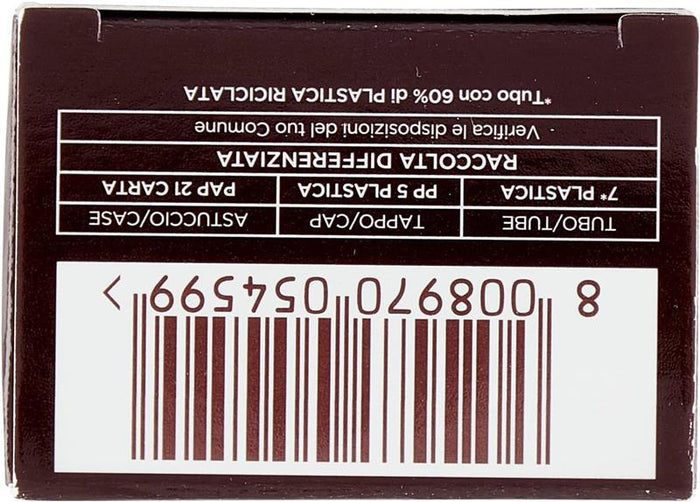 8 008970 054599 >
TUBO/TUBE TAPPO/CAP ASTUCCIO/CASE
7* PLASTICA PP 5 PLASTICA PAP 21 CARTA
RACCOLTA DIFFERENZIATA
Verifica le disposizioni del tuo Comune
*Tubo con 60% di PLASTICA RICICLATA